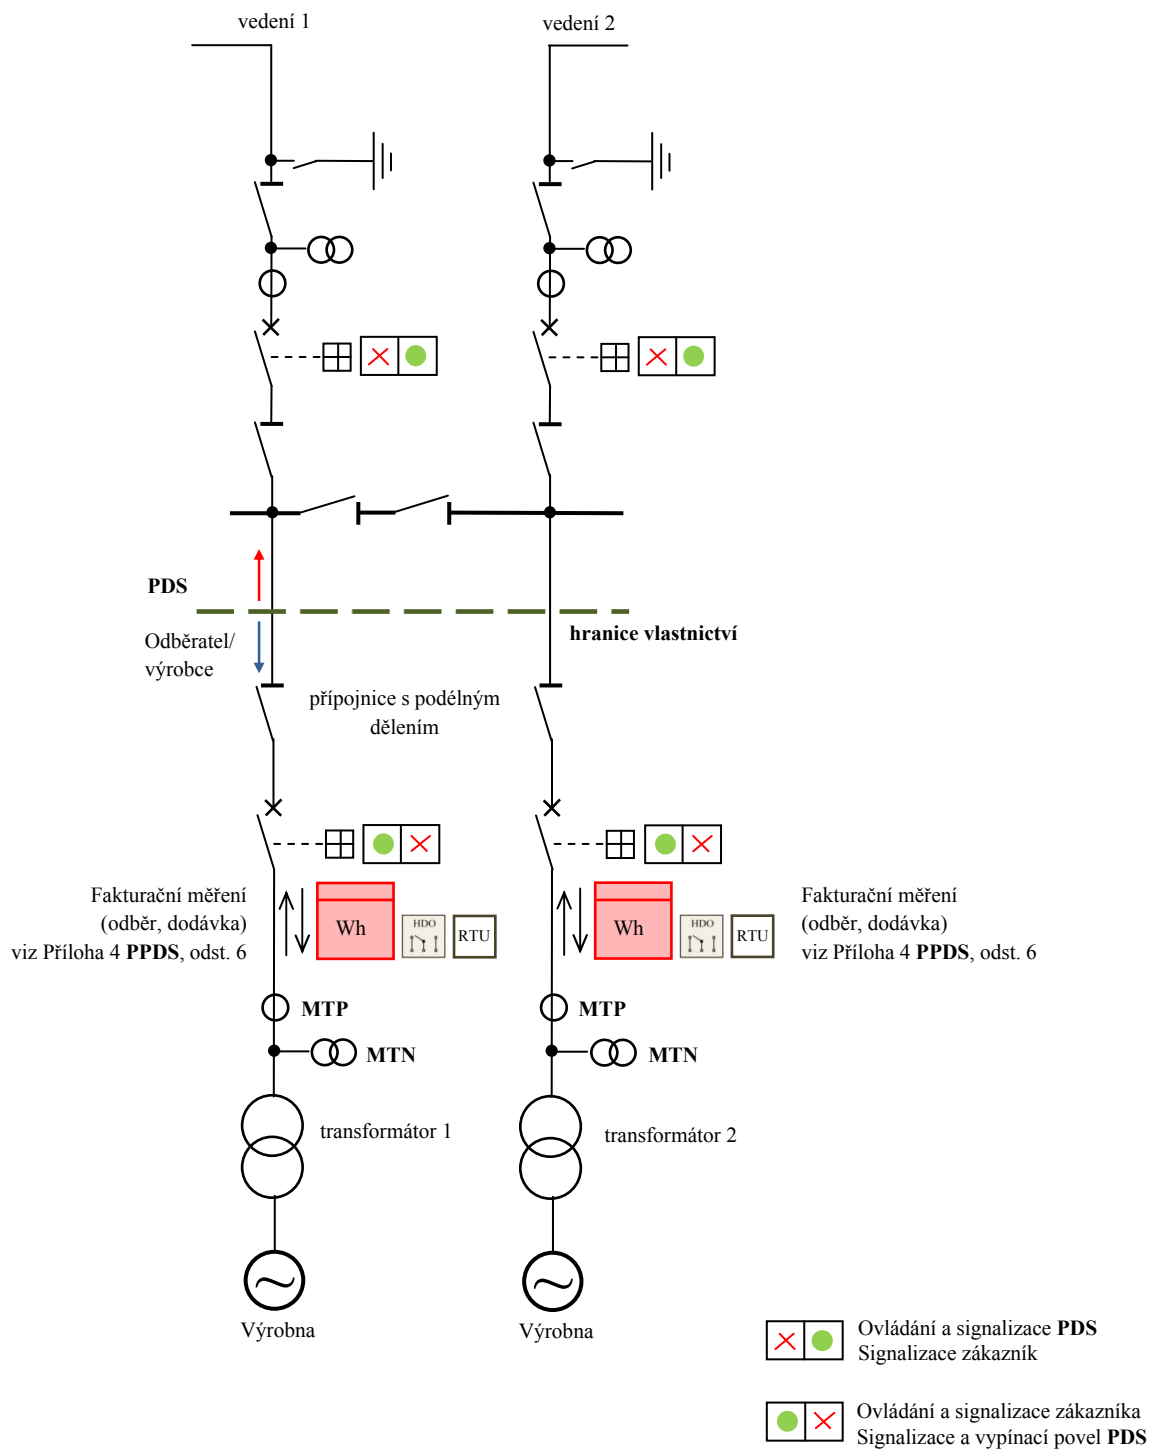 vedení 1
vedení 2
PDS
hranice vlastnictví
Odběratel/
výrobce
přípojnice s podélným
dělením
Fakturační měření
(odběr, dodávka)
viz Příloha 4 PPDS, odst. 6
Wh
HDO
RTU
Wh
HDO
RTU
Fakturační měření
(odběr, dodávka)
viz Příloha 4 PPDS, odst. 6
MTP
MTP
MTN
MTN
transformátor 1
transformátor 2
Výrobna
Výrobna
Ovládání a signalizace PDS
Signalizace zákazník
Ovládání a signalizace zákazníka
Signalizace a vypínací povel PDS